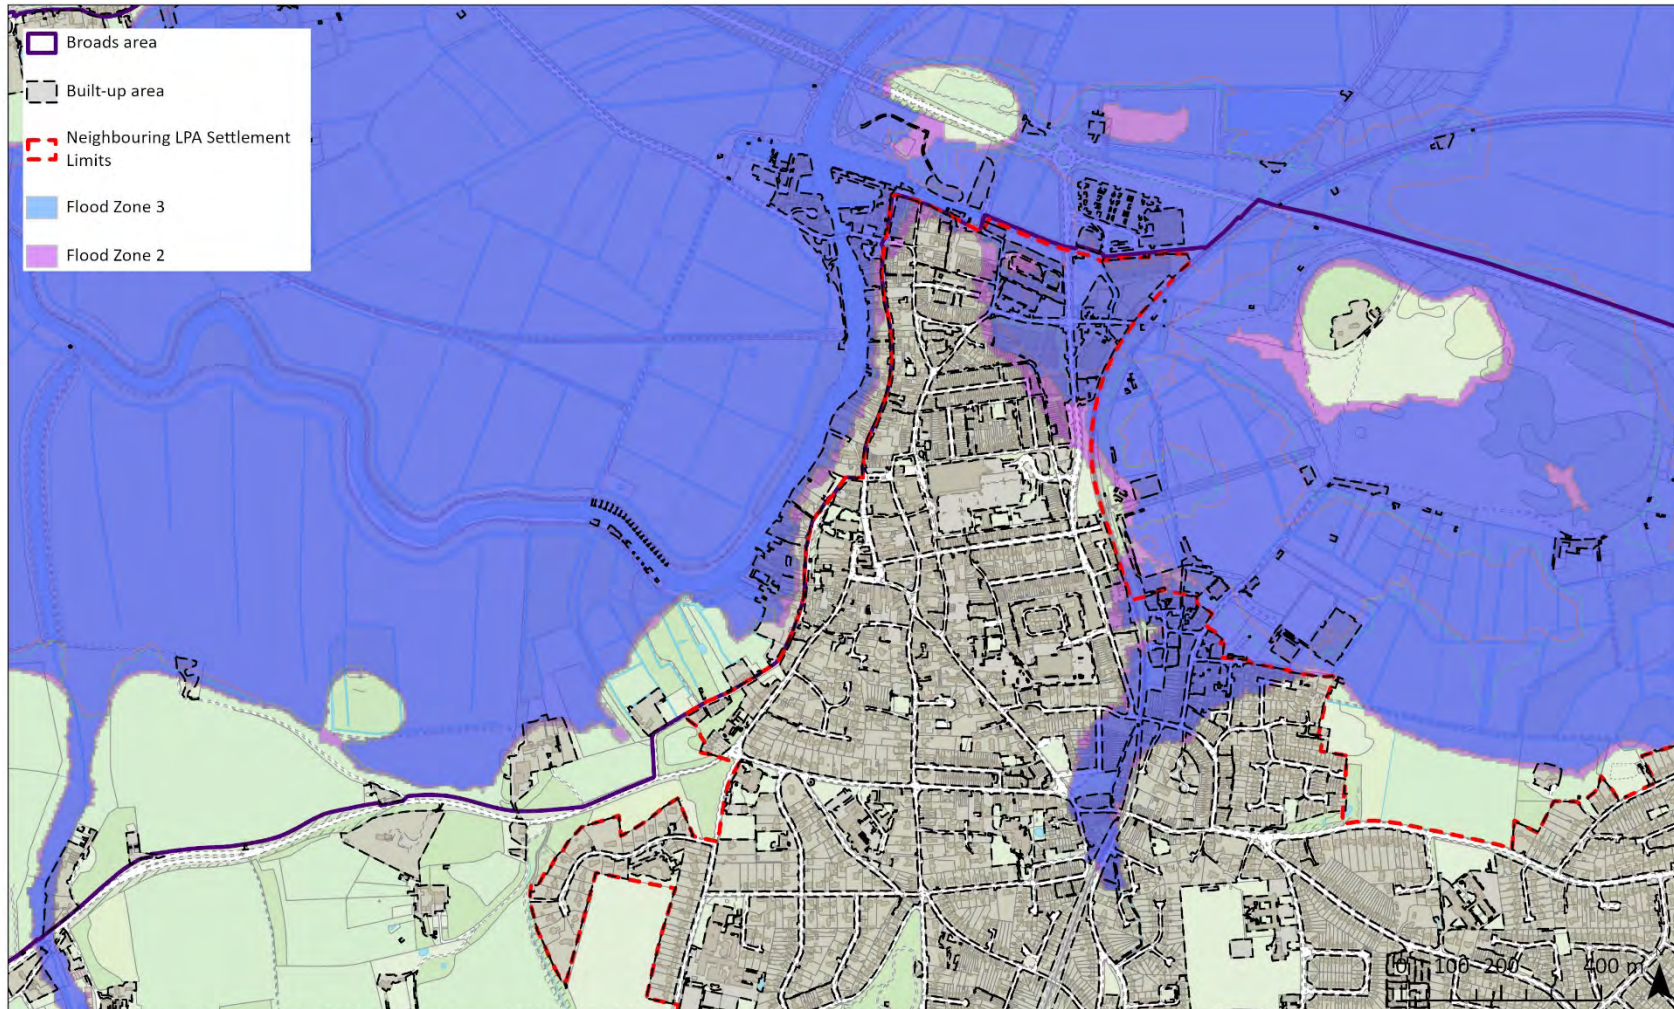 Broads area
Built-up area
Neighbouring LPA Settlement
Limits
Flood Zone 3
Flood Zone 2
0 100 200 400 m